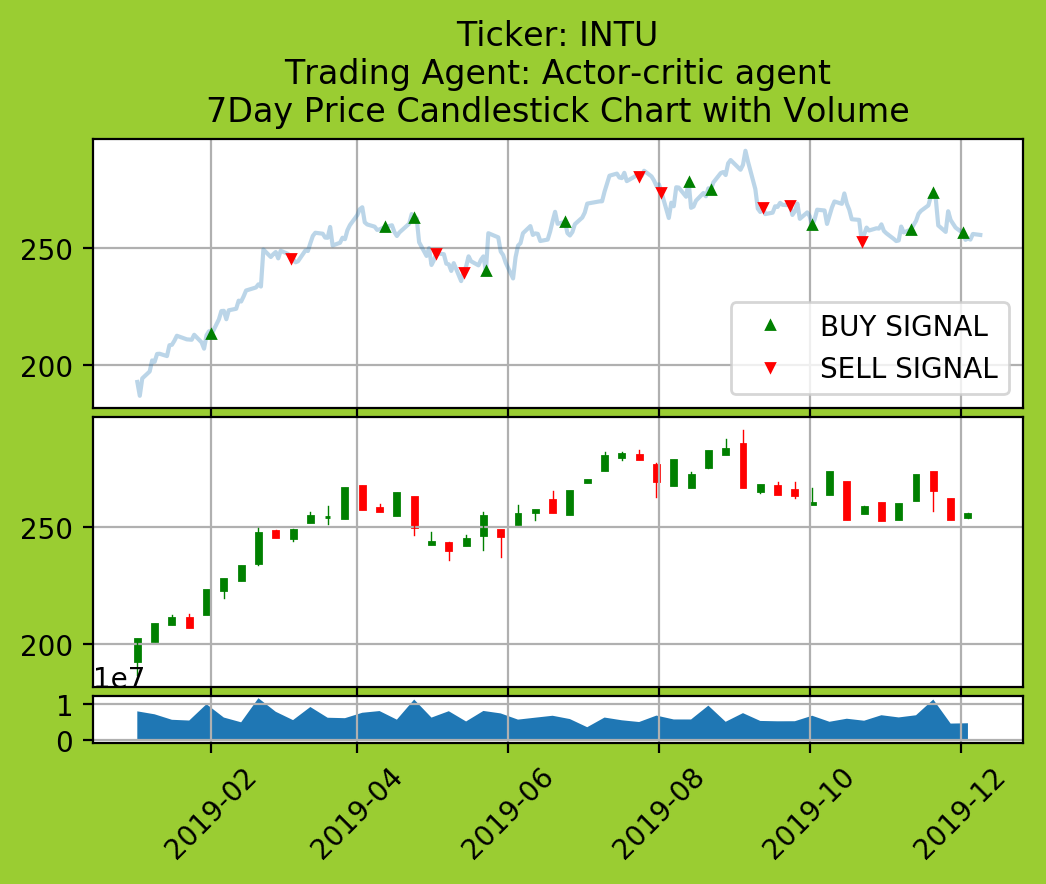 Ticker: INTU
Trading Agent: Actor-critic agent
7Day Price Candlestick Chart with Volume
250
200
BUY SIGNAL
SELL SIGNAL
250
200
1e7
1
0
2019-02
2019-04
2019-06
2019-08
2019-10
2019-12